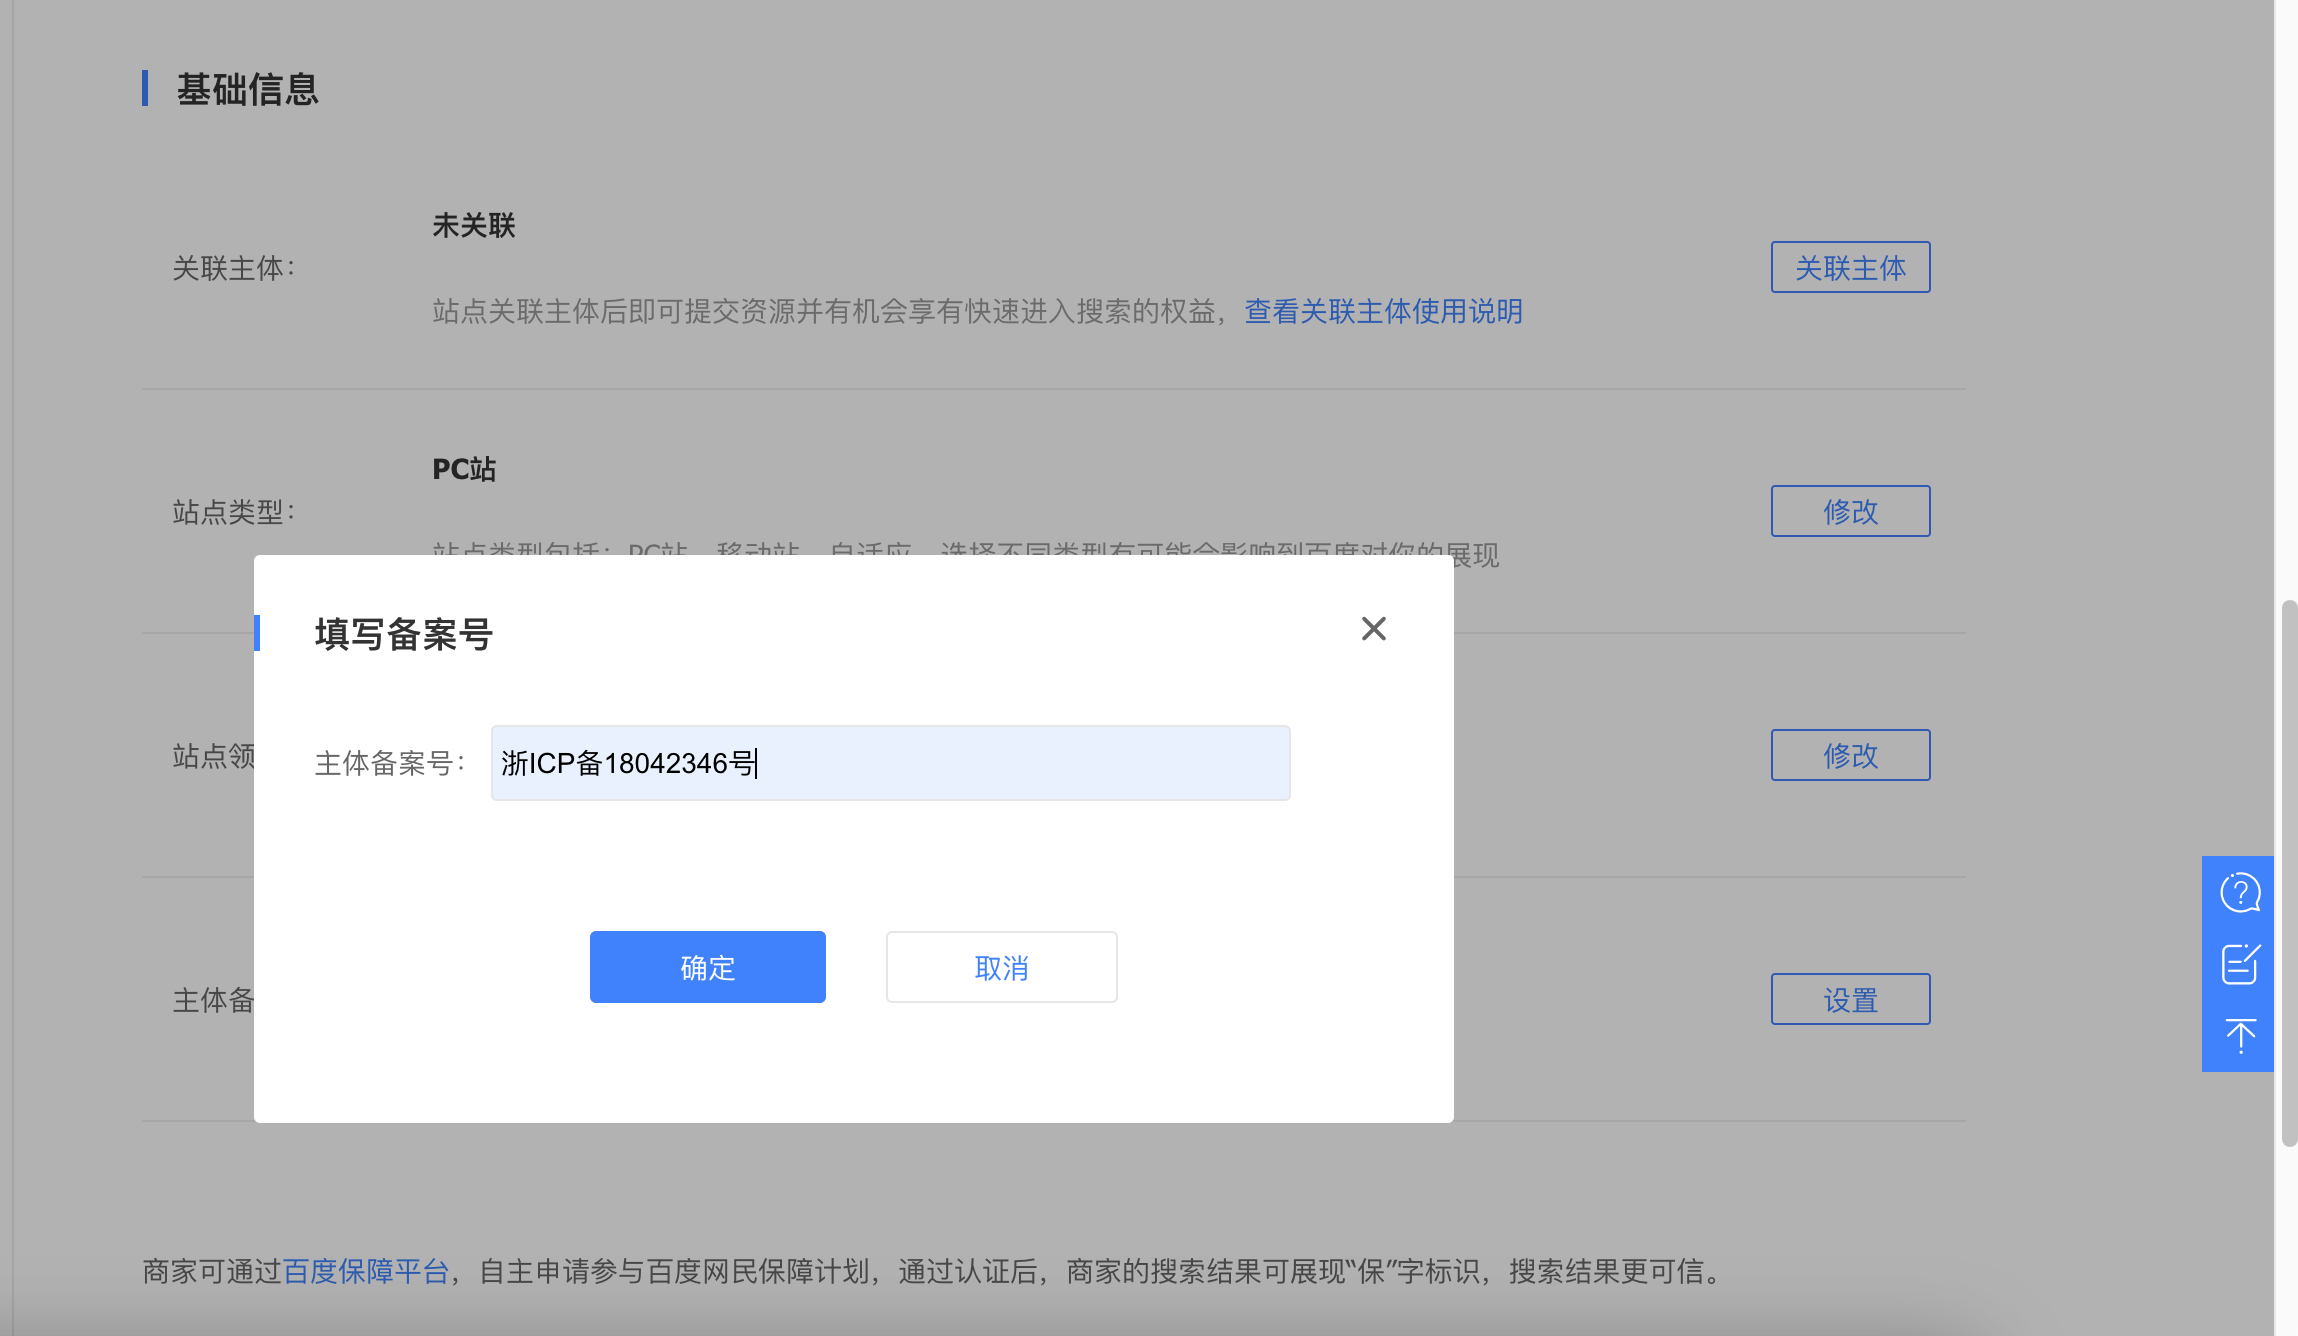 基础信息
未关联
关联主体：
关联主体
站点关联主体后即可提交资源并有机会享有快速进入搜索的权益，查看关联主体使用说明
PC站
站点类型：
修改
站点类型包括：PC站、移动站、自适应，选择不同类型有可能会影响到百度对你的展现
填写备案号
站点领
修改
主体备案号：
浙ICP备18042346号
确定
取消
主体备
设置
商家可通过百度保障平台，自主申请参与百度网民保障计划，通过认证后，商家的搜索结果可展现“保”字标识，搜索结果更可信。